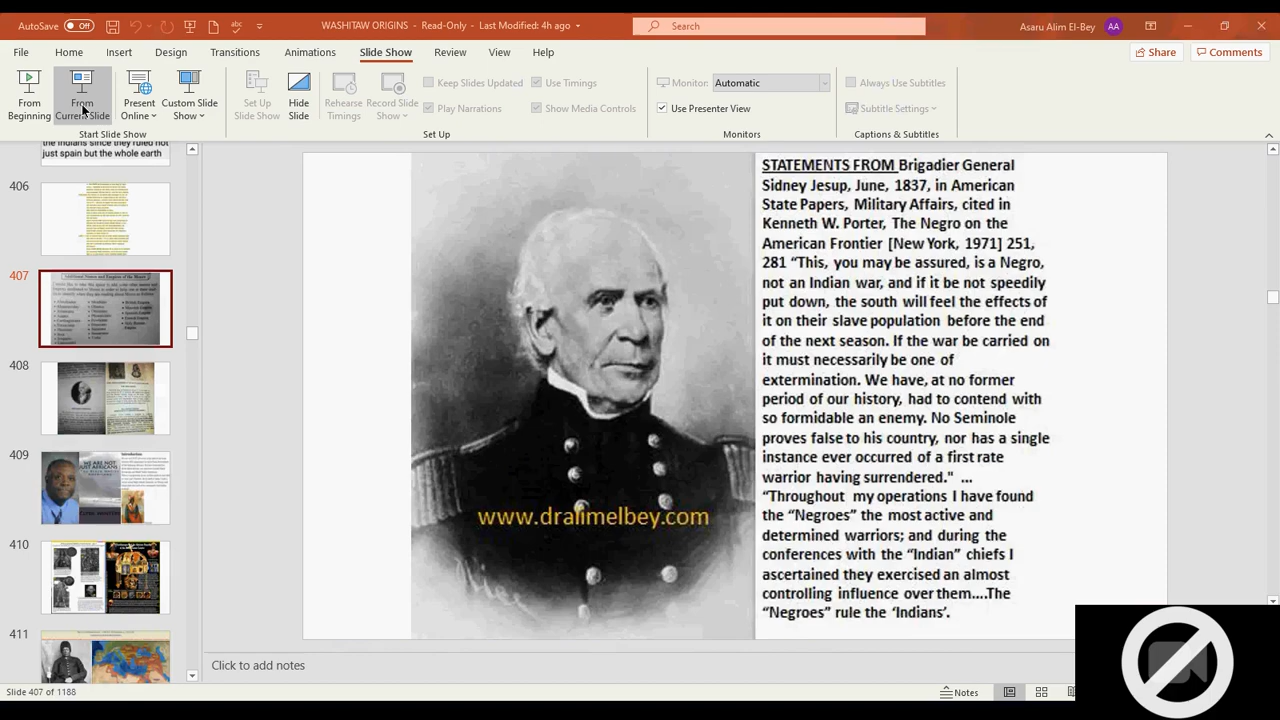 AutoSave Off WASHITAW ORIGINS - Read-Only - Last Modified: 4h ago Search Asaru Alim El-Bey AA
File Home Insert Design Transitions Animations Slide Show Review View Help Share Comments
From Beginning
From Current Slide
Present Online
Custom Slide Show
Set Up Slide Show
Hide Slide
Rehearse Timings
Record Slide Show
Keep Slides Updated
Play Narrations
Use Timings
Show Media Controls
Monitor: Automatic
Use Presenter View
Always Use Subtitles
Subtitle Settings
Start Slide Show Set Up Monitors Captions & Subtitles
the Indians since they ruled not
just spain but the whole earth
406
407
408
409
410
411
STATEMENTS FROM Brigadier General
Sidney Jesup, June, 1837, in American
State Papers, Military Affairs, cited in
Kenneth W. Porter, The Negro on the
American Frontier [New York, 1971] 251,
281 “This, you may be assured, is a Negro,
not an Indian war, and if it be not speedily
put down, the south will feel the effects of
it on their slave population before the end
of the next season. If the war be carried on
it must necessarily be one of
extermination. We have, at no former
period of our history, had to contend with
so formidable an enemy. No Seminole
proves false to his country, nor has a single
instence ever occurred of a first rate
warrior having surrendered." ...
“Throughout my operations I have found
the “Negroes” the most active and
determined warriors; and during the
conferences with the “Indian” chiefs I
ascertained they exercised an almost
controlling influence over them....The
“Negroes” rule the ‘Indians’.
www.dralimelbey.com
Click to add notes
Slide 407 of 1188 Notes